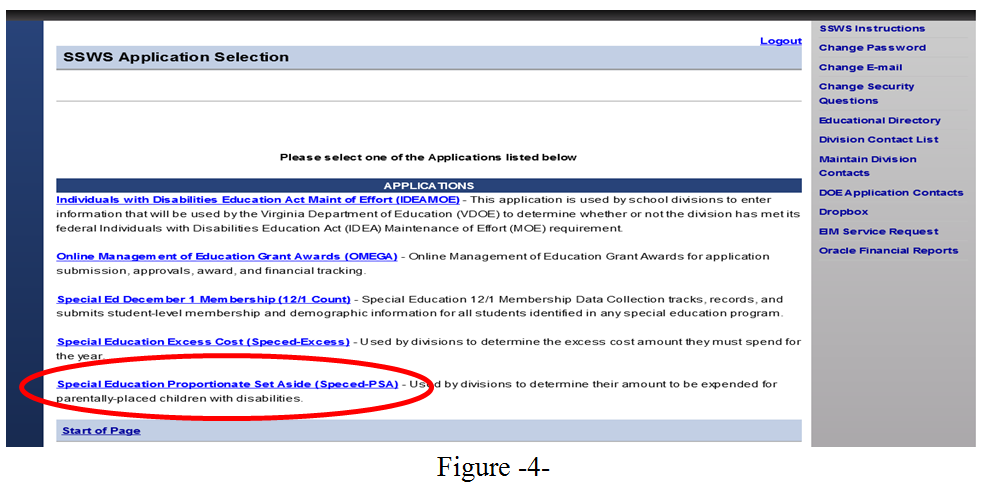 Logout
SSWS Application Selection
Please select one of the Applications listed below
APPLICATIONS
Individuals with Disabilities Education Act Maint of Effort (IDEAMOE) - This application is used by school divisions to enter
information that will be used by the Virginia Department of Education (VDOE) to determine whether or not the division has met its
federal Individuals with Disabilities Education Act (IDEA) Maintenance of Effort (MOE) requirement.
Online Management of Education Grant Awards (OMEGA) - Online Management of Education Grant Awards for application
submission, approvals, award, and financial tracking.
Special Ed December 1 Membership (12/1 Count) - Special Education 12/1 Membership Data Collection tracks, records, and
submits student-level membership and demographic information for all students identified in any special education program.
Special Education Excess Cost (Speced-Excess) - Used by divisions to determine the excess cost amount they must spend for
the year.
Special Education Proportionate Set Aside (Speced-PSA) - Used by divisions to determine their amount to be expended for
parentally-placed children with disabilities.
Start of Page
SSWS Instructions
Change Password
Change E-mail
Change Security
Questions
Educational Directory
Division Contact List
Maintain Division
Contacts
DOE Application Contacts
Dropbox
EIM Service Request
Oracle Financial Reports
Figure -4-